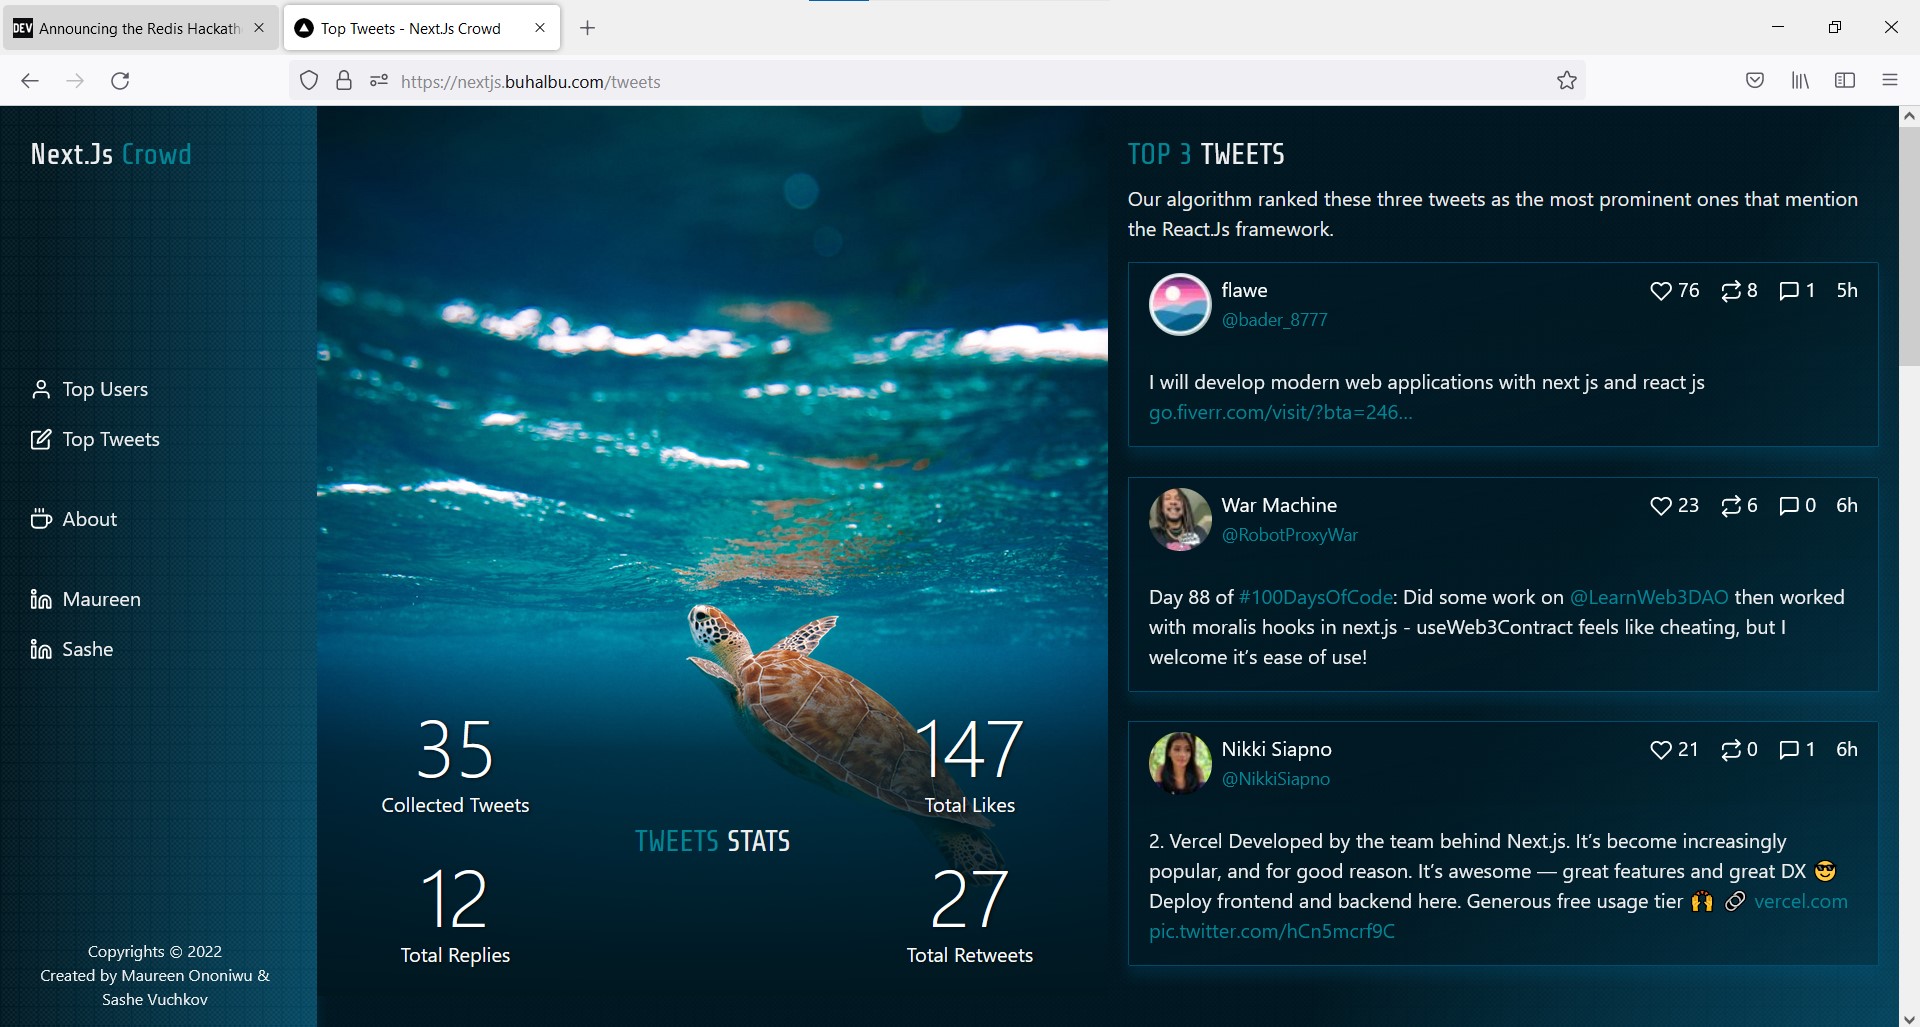 DEV Announcing the Redis Hackath
Top Tweets - Next.Js Crowd
https://nextjs.buhalbu.com/tweets
Next.Js Crowd
Top Users
Top Tweets
About
Maureen
Sashe
Copyrights © 2022
Created by Maureen Ononiwu &
Sashe Vuchkov
35
Collected Tweets
147
Total Likes
TWEETS STATS
12
Total Replies
27
Total Retweets
TOP 3 TWEETS
Our algorithm ranked these three tweets as the most prominent ones that mention
the React.Js framework.
flawe 76 8 1 5h
@bader_8777
I will develop modern web applications with next js and react js
go.fiverr.com/visit/?bta=246...
War Machine 23 6 0 6h
@RobotProxyWar
Day 88 of #100DaysOfCode: Did some work on @LearnWeb3DAO then worked
with moralis hooks in next.js - useWeb3Contract feels like cheating, but I
welcome it’s ease of use!
Nikki Siapno 21 0 1 6h
@NikkiSiapno
2. Vercel Developed by the team behind Next.js. It’s become increasingly
popular, and for good reason. It’s awesome — great features and great DX 😎
Deploy frontend and backend here. Generous free usage tier 🙌 🔗 vercel.com
pic.twitter.com/hCn5mcrf9C